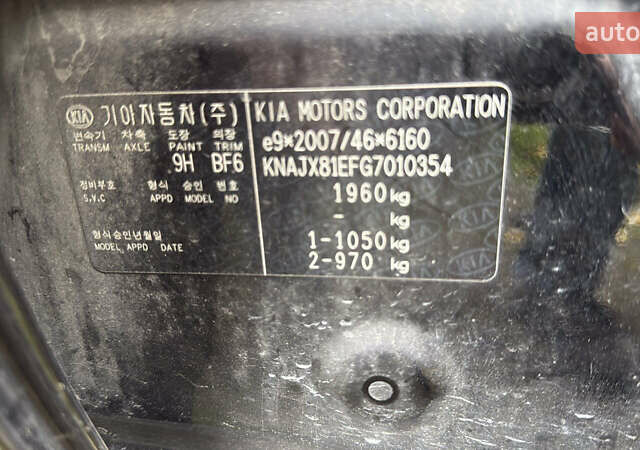 auto
KIA 기아자동차(주)
변속기 차축 도장 의장
TRANSM AXLE PAINT TRIM
9H BF6
정비부호 형식 승인 번호
S.V.C APPD MODEL NO
형식승인년월일
MODEL APPD DATE
KIA MOTORS CORPORATION
e9*2007/46*6160
KNAJX81EFG7010354
1960 kg
- kg
1-1050 kg
2-970 kg